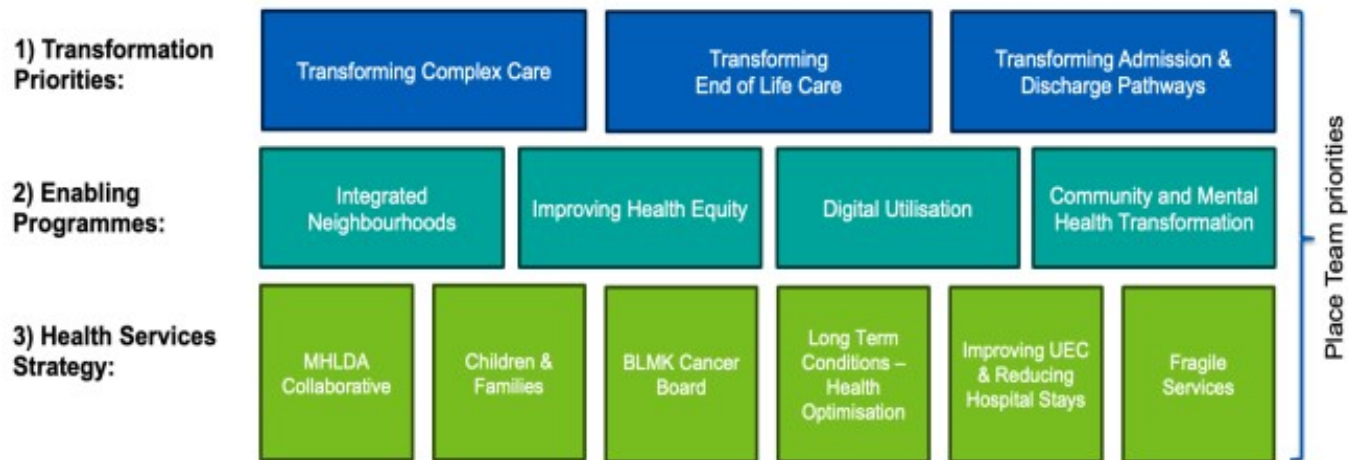 1) Transformation
Priorities:
Transforming Complex Care
Transforming
End of Life Care
Transforming Admission &
Discharge Pathways
2) Enabling
Programmes:
Integrated
Neighbourhoods
Improving Health Equity
Digital Utilisation
Community and Mental
Health Transformation
3) Health Services
Strategy:
MHLDA
Collaborative
Children &
Families
BLMK Cancer
Board
Long Term
Conditions –
Health
Optimisation
Improving UEC
& Reducing
Hospital Stays
Fragile
Services
Place Team priorities